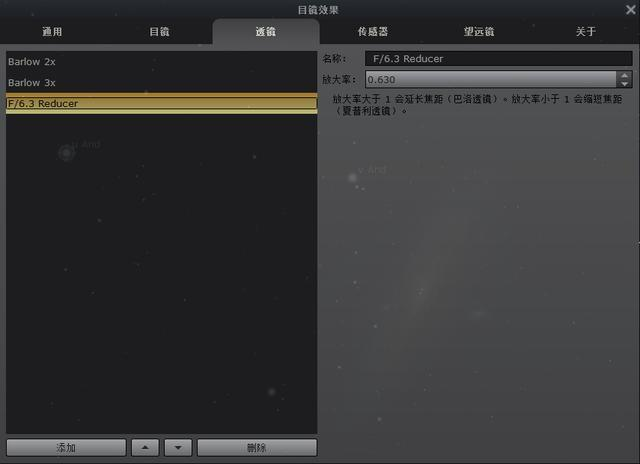 目镜效果
通用 目镜 透镜 传感器 望远镜 关于
Barlow 2x
Barlow 3x
F/6.3 Reducer
名称： F/6.3 Reducer
放大率： 0.630
放大率大于 1 会延长焦距（巴洛透镜）。放大率小于 1 会缩短焦距
（夏普利透镜）。
υ And
ν And
添加 删除